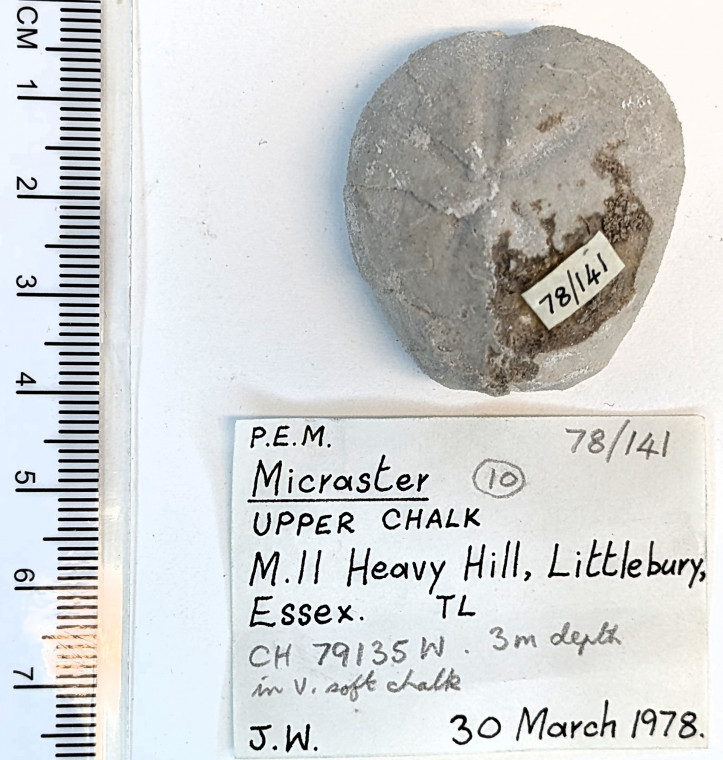 CM
1
2
3
4
5
6
7
78/141
P.E.M. 78/141
Micraster 10
UPPER CHALK
M.11 Heavy Hill, Littlebury,
Essex. TL
CH 79135 W. 3m depth
in v. soft chalk
J.W. 30 March 1978.